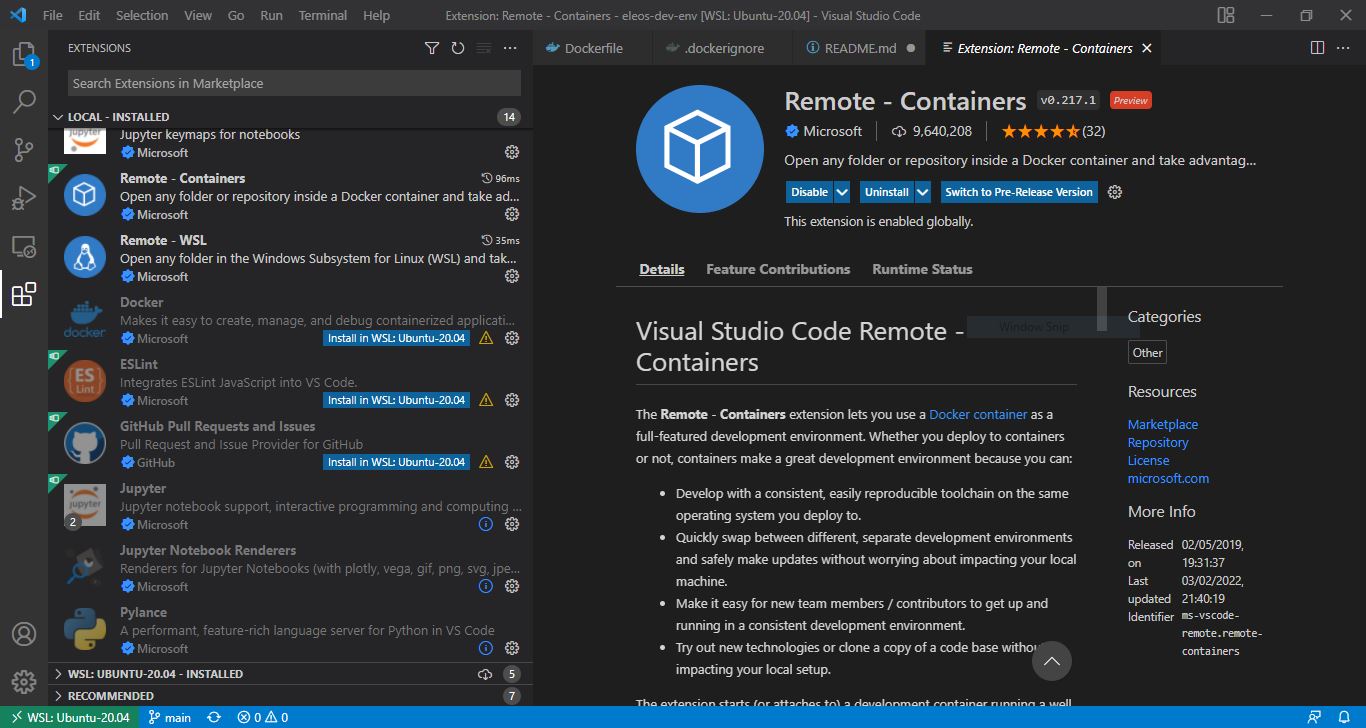 File Edit Selection View Go Run Terminal Help
Extension: Remote - Containers - eleos-dev-env [WSL: Ubuntu-20.04] - Visual Studio Code
1
EXTENSIONS
Search Extensions in Marketplace
LOCAL - INSTALLED 14
jupyter
Jupyter keymaps for notebooks
Microsoft
Remote - Containers 96ms
Open any folder or repository inside a Docker container and take ad...
Microsoft
Remote - WSL 35ms
Open any folder in the Windows Subsystem for Linux (WSL) and tak...
Microsoft
docker
Docker
Makes it easy to create, manage, and debug containerized applicati...
Microsoft Install in WSL: Ubuntu-20.04
ES
Lint
ESLint
Integrates ESLint JavaScript into VS Code.
Microsoft Install in WSL: Ubuntu-20.04
GitHub Pull Requests and Issues
Pull Request and Issue Provider for GitHub
GitHub Install in WSL: Ubuntu-20.04
jupyter
2
Jupyter
Jupyter notebook support, interactive programming and computing ...
Microsoft
Jupyter Notebook Renderers
Renderers for Jupyter Notebooks (with plotly, vega, gif, png, svg, jpe...
Microsoft
Pylance
A performant, feature-rich language server for Python in VS Code
Microsoft
WSL: UBUNTU-20.04 - INSTALLED 5
RECOMMENDED 7
Dockerfile .dockerignore README.md Extension: Remote - Containers
Remote - Containers v0.217.1 Preview
Microsoft 9,640,208 (32)
Open any folder or repository inside a Docker container and take advantag...
Disable Uninstall Switch to Pre-Release Version
This extension is enabled globally.
Details Feature Contributions Runtime Status
Visual Studio Code Remote -
Containers
Window Snip
The Remote - Containers extension lets you use a Docker container as a
full-featured development environment. Whether you deploy to containers
or not, containers make a great development environment because you can:
• Develop with a consistent, easily reproducible toolchain on the same
operating system you deploy to.
• Quickly swap between different, separate development environments
and safely make updates without worrying about impacting your local
machine.
• Make it easy for new team members / contributors to get up and
running in a consistent development environment.
• Try out new technologies or clone a copy of a code base without
impacting your local setup.
The extension starts (or attaches to) a development container running a well
Categories
Other
Resources
Marketplace
Repository
License
microsoft.com
More Info
Released 02/05/2019,
on 19:31:37
Last 03/02/2022,
updated 21:40:19
Identifier ms-vscode-
remote.remote-
containers
WSL: Ubuntu-20.04 main 0 0